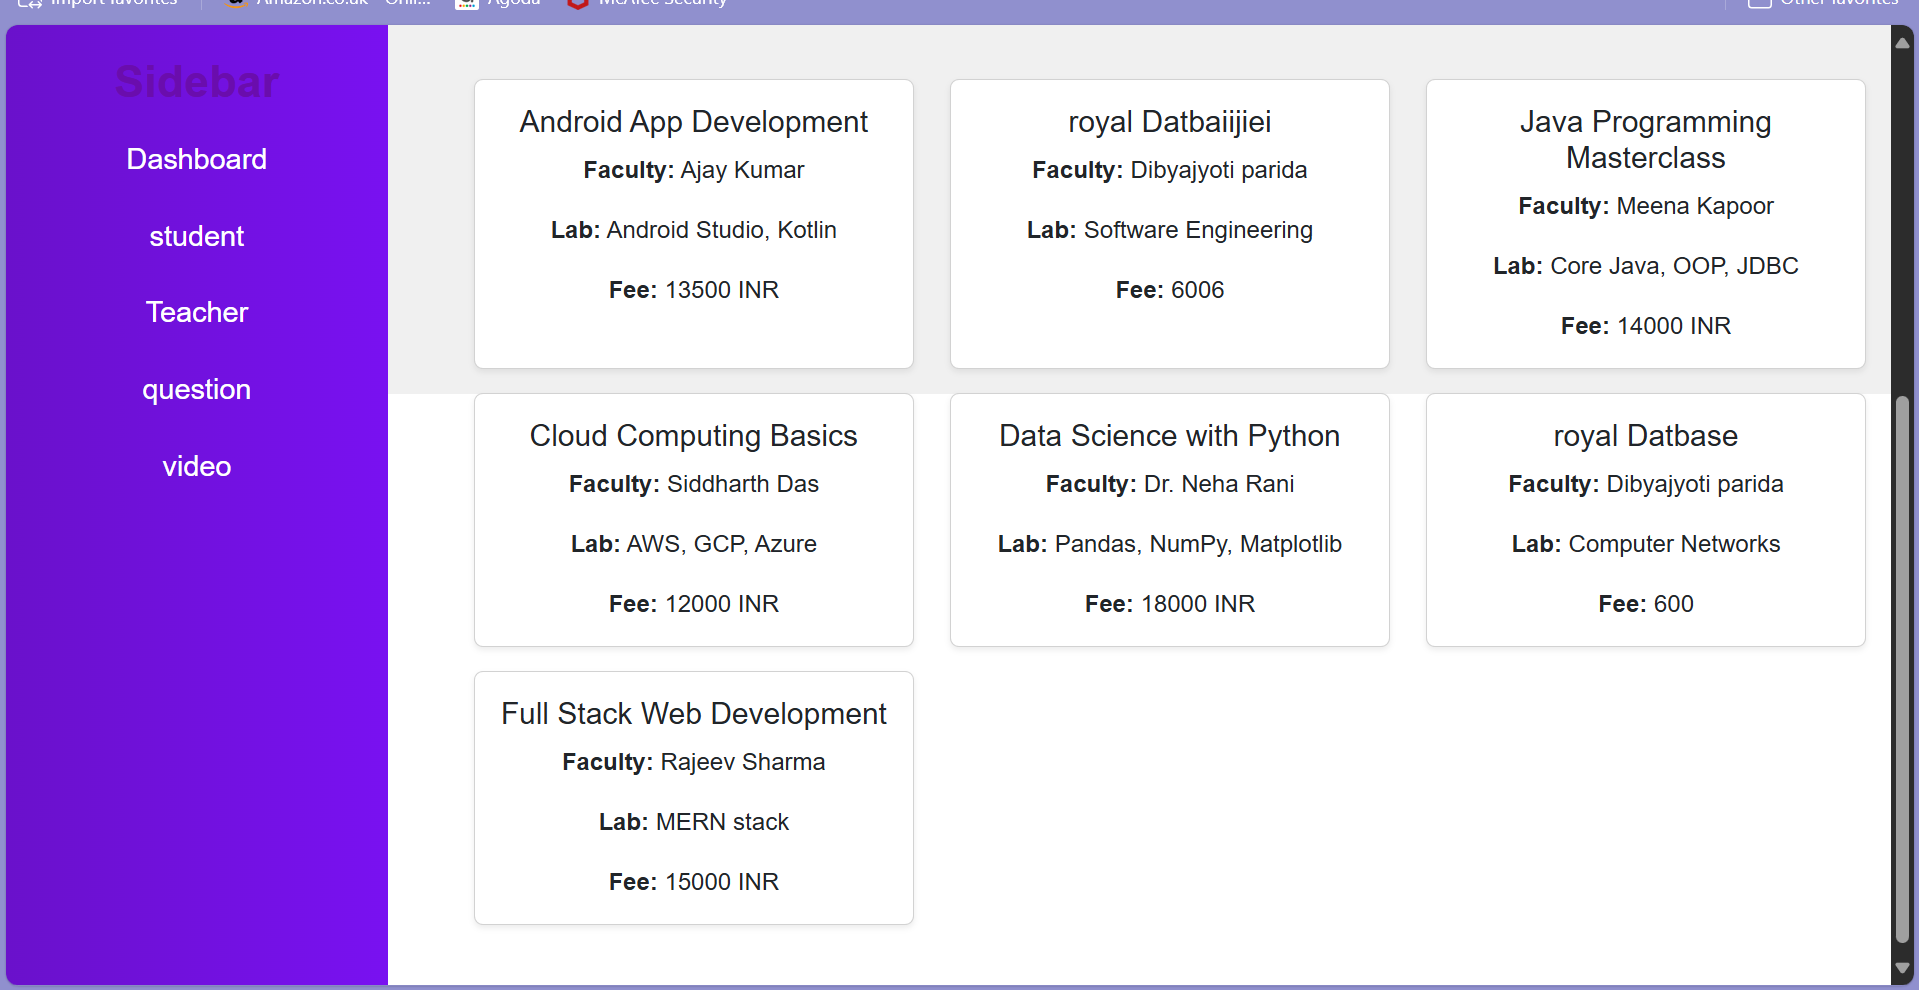 Import favorites
Amazon.co.uk - Onli...
Agoda
McAfee Security
Other favorites
Sidebar
Dashboard
student
Teacher
question
video
Android App Development
Faculty: Ajay Kumar
Lab: Android Studio, Kotlin
Fee: 13500 INR
royal Datbaiijiei
Faculty: Dibyajyoti parida
Lab: Software Engineering
Fee: 6006
Java Programming
Masterclass
Faculty: Meena Kapoor
Lab: Core Java, OOP, JDBC
Fee: 14000 INR
Cloud Computing Basics
Faculty: Siddharth Das
Lab: AWS, GCP, Azure
Fee: 12000 INR
Data Science with Python
Faculty: Dr. Neha Rani
Lab: Pandas, NumPy, Matplotlib
Fee: 18000 INR
royal Datbase
Faculty: Dibyajyoti parida
Lab: Computer Networks
Fee: 600
Full Stack Web Development
Faculty: Rajeev Sharma
Lab: MERN stack
Fee: 15000 INR